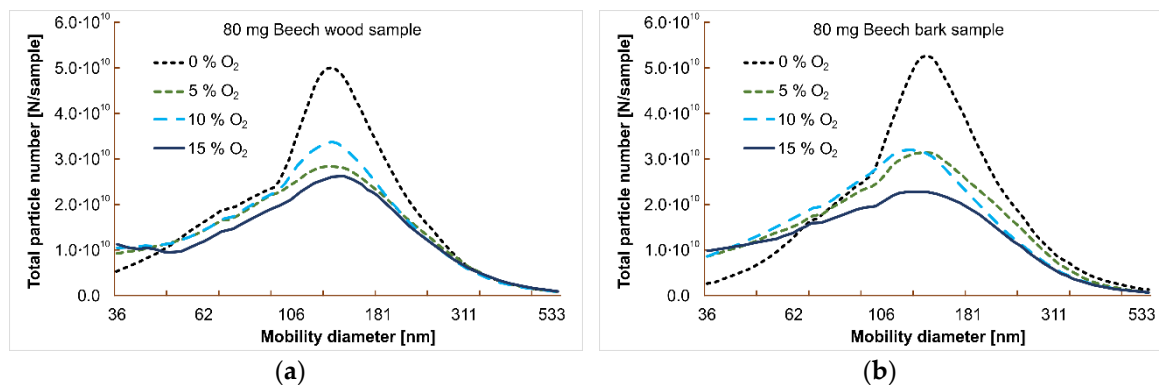 80 mg Beech wood sample
Total particle number [N/sample]
6.0·10¹⁰
5.0·10¹⁰
4.0·10¹⁰
3.0·10¹⁰
2.0·10¹⁰
1.0·10¹⁰
0.0
0 % O₂
5 % O₂
10 % O₂
15 % O₂
36 62 106 181 311 533
Mobility diameter [nm]
(a)
80 mg Beech bark sample
Total particle number [N/sample]
6.0·10¹⁰
5.0·10¹⁰
4.0·10¹⁰
3.0·10¹⁰
2.0·10¹⁰
1.0·10¹⁰
0.0
0 % O₂
5 % O₂
10 % O₂
15 % O₂
36 62 106 181 311 533
Mobility diameter [nm]
(b)